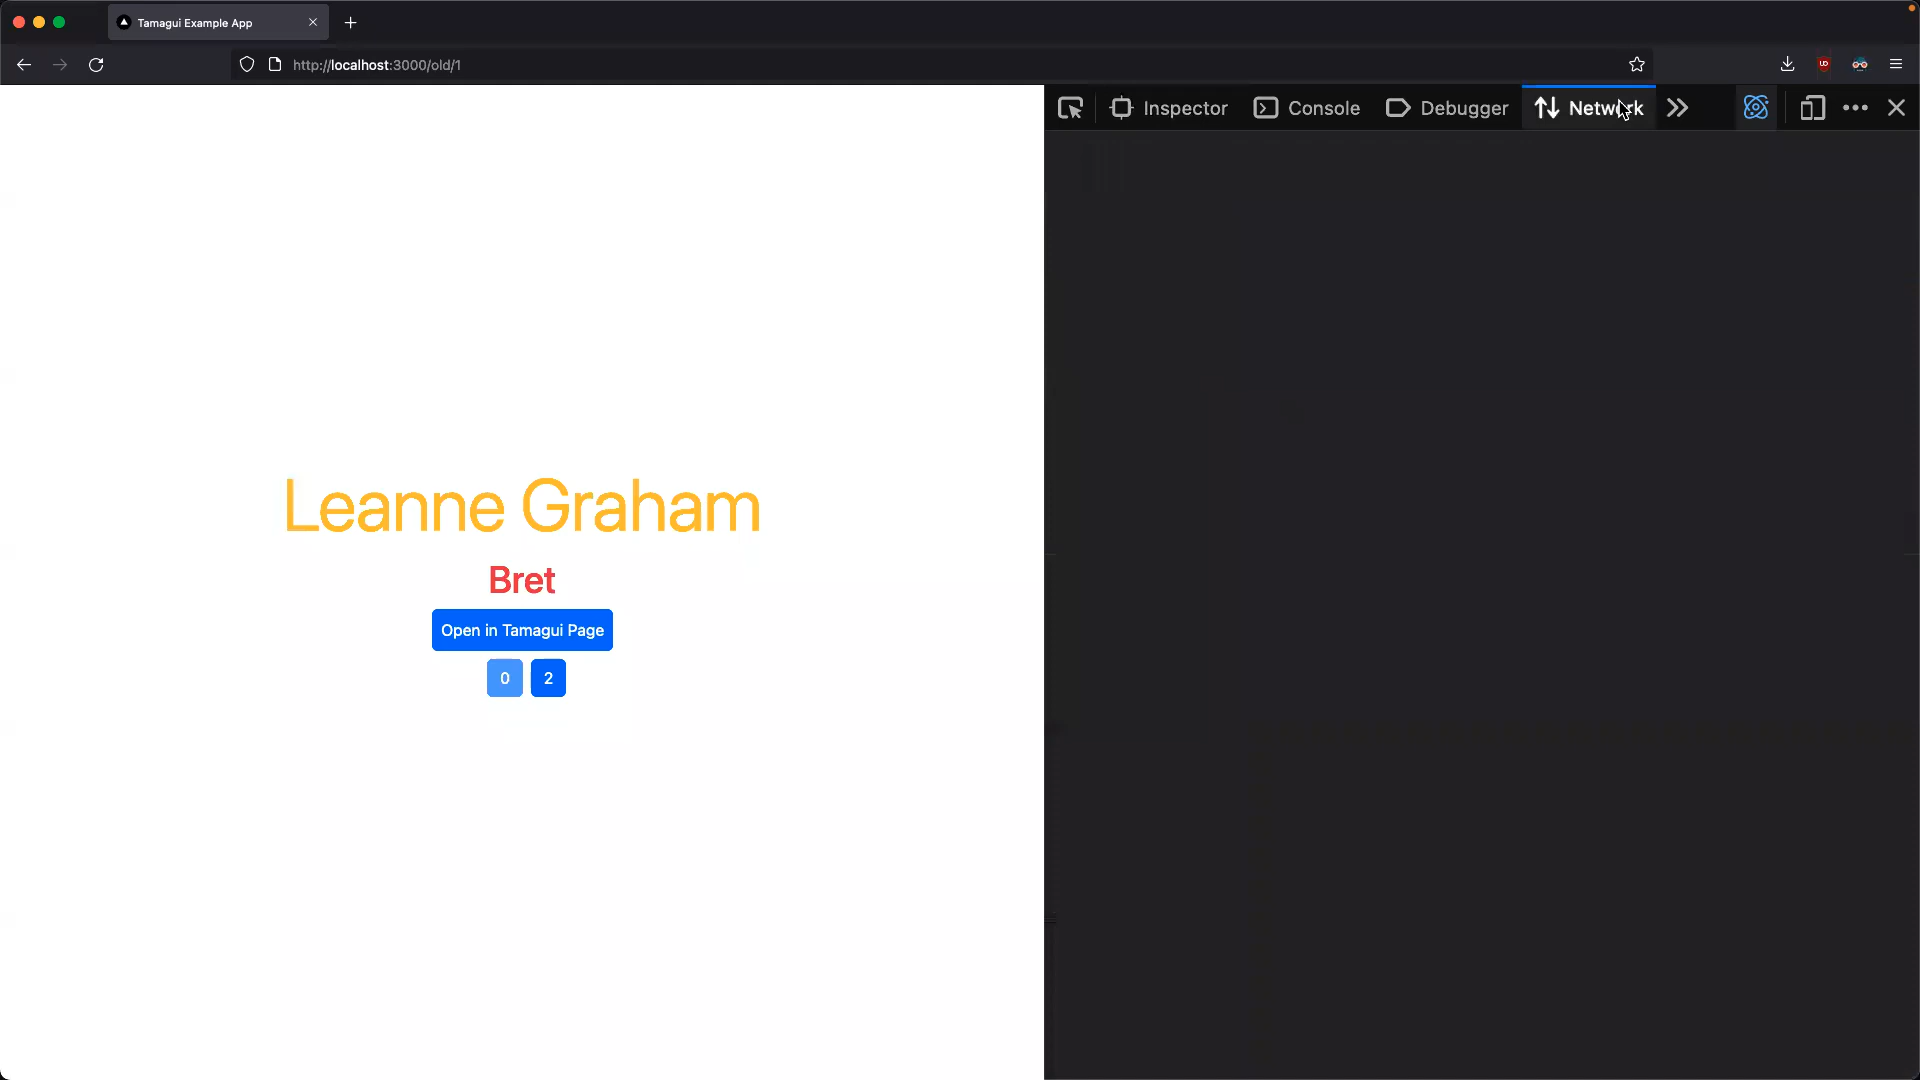 Tamagui Example App
http://localhost:3000/old/1
Inspector Console Debugger Network
Leanne Graham
Bret
Open in Tamagui Page
0 2